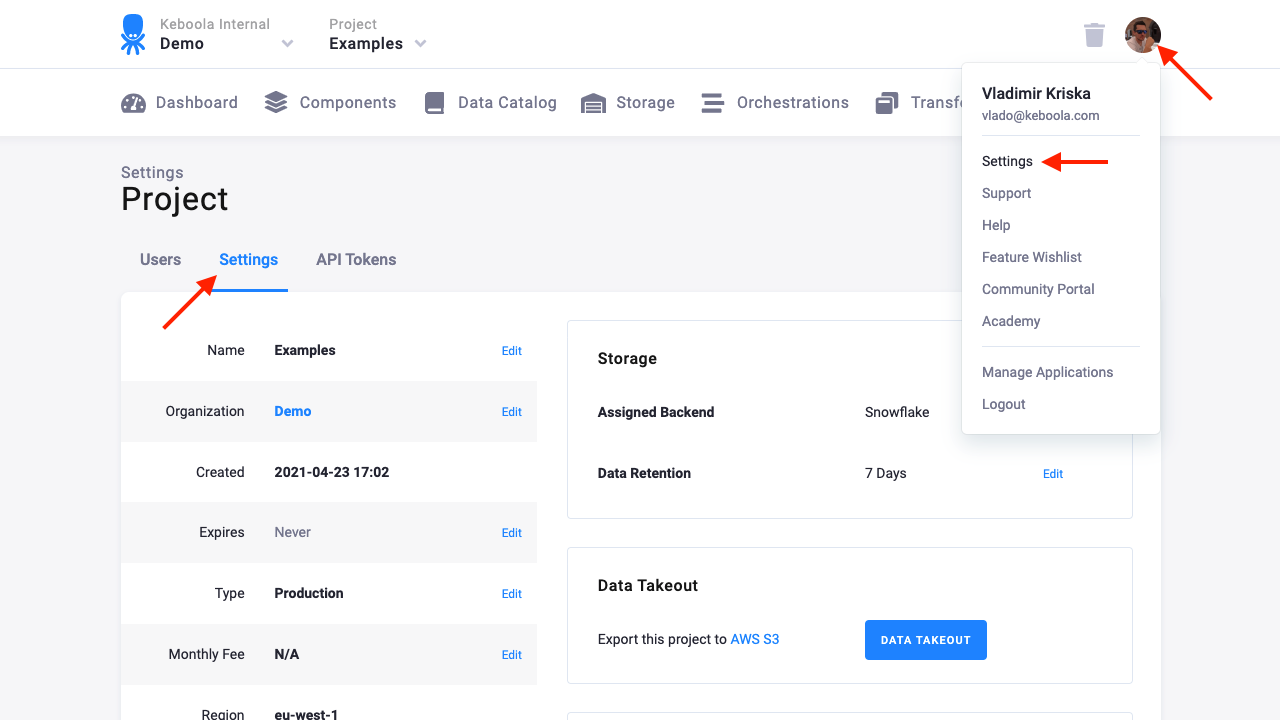 Keboola Internal
Demo
Project
Examples
Dashboard
Components
Data Catalog
Storage
Orchestrations
Transfo
Vladimir Kriska
vlado@keboola.com
Settings
Support
Help
Feature Wishlist
Community Portal
Academy
Manage Applications
Logout
Settings
Project
Users
Settings
API Tokens
Name Examples Edit
Organization Demo Edit
Created 2021-04-23 17:02
Expires Never Edit
Type Production Edit
Monthly Fee N/A Edit
Region eu-west-1
Storage
Assigned Backend Snowflake
Data Retention 7 Days Edit
Data Takeout
Export this project to AWS S3
DATA TAKEOUT